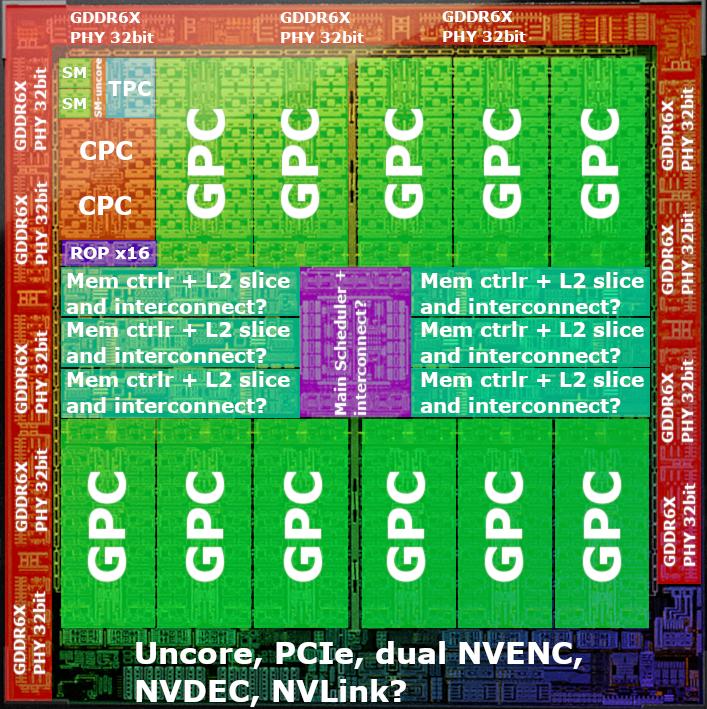 GDDR6X
PHY 32bit
GDDR6X
PHY 32bit
GDDR6X
PHY 32bit
GDDR6X
PHY 32bit
GDDR6X
PHY 32bit
GDDR6X
PHY 32bit
GDDR6X
PHY 32bit
GDDR6X
PHY 32bit
SM
SM
SM-uncore
TPC
CPC
CPC
ROP x16
GPC
GPC
GPC
GPC
GPC
Mem ctrlr + L2 slice
and interconnect?
Mem ctrlr + L2 slice
and interconnect?
Mem ctrlr + L2 slice
and interconnect?
Main Scheduler +
interconnect?
Mem ctrlr + L2 slice
and interconnect?
Mem ctrlr + L2 slice
and interconnect?
Mem ctrlr + L2 slice
and interconnect?
GPC
GPC
GPC
GPC
GPC
GPC
GDDR6X
PHY 32bit
GDDR6X
PHY 32bit
GDDR6X
PHY 32bit
GDDR6X
PHY 32bit
Uncore, PCIe, dual NVENC,
NVDEC, NVLink?